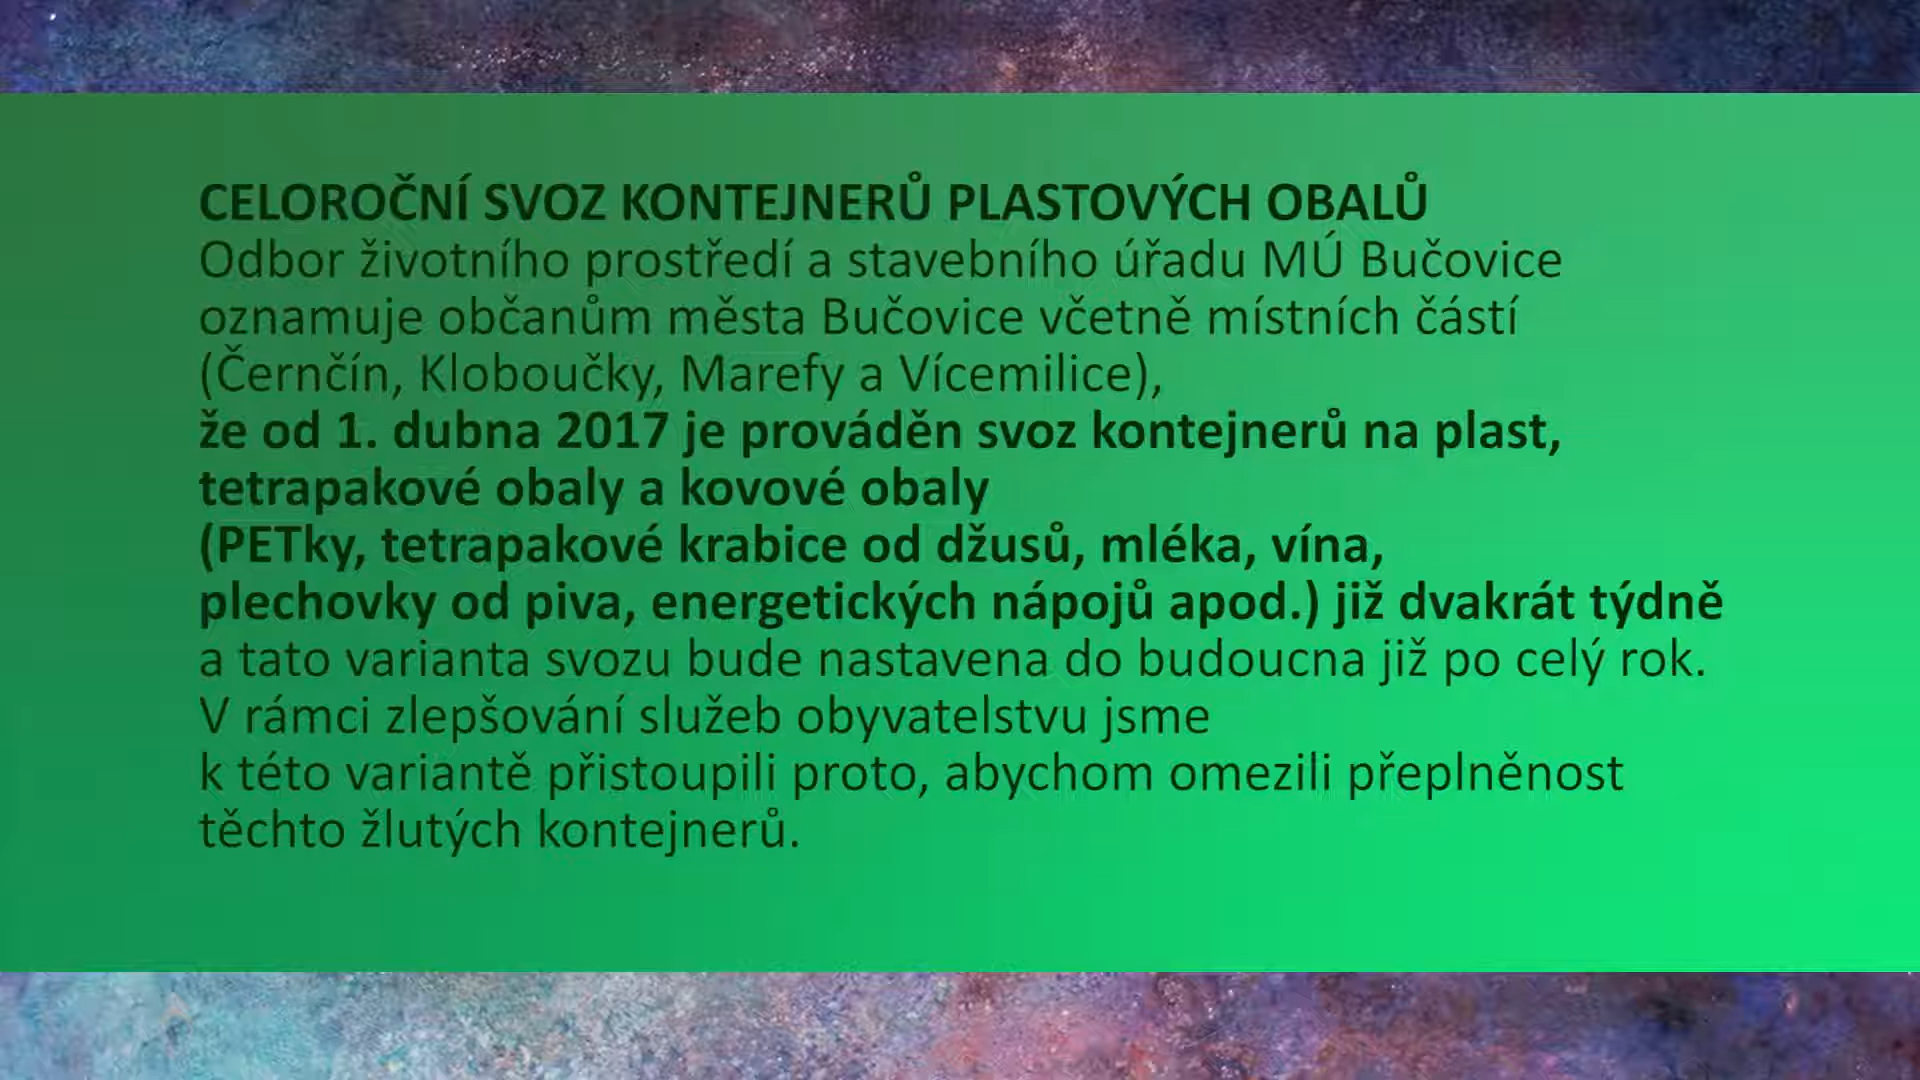 CELOROČNÍ SVOZ KONTEJNERŮ PLASTOVÝCH OBALŮ
Odbor životního prostředí a stavebního úřadu MÚ Bučovice
oznamuje občanům města Bučovice včetně místních částí
(Černčín, Kloboučky, Marefy a Vícemilice),
že od 1. dubna 2017 je prováděn svoz kontejnerů na plast,
tetrapakové obaly a kovové obaly
(PETky, tetrapakové krabice od džusů, mléka, vína,
plechovky od piva, energetických nápojů apod.) již dvakrát týdně
a tato varianta svozu bude nastavena do budoucna již po celý rok.
V rámci zlepšování služeb obyvatelstvu jsme
k této variantě přistoupili proto, abychom omezili přeplněnost
těchto žlutých kontejnerů.